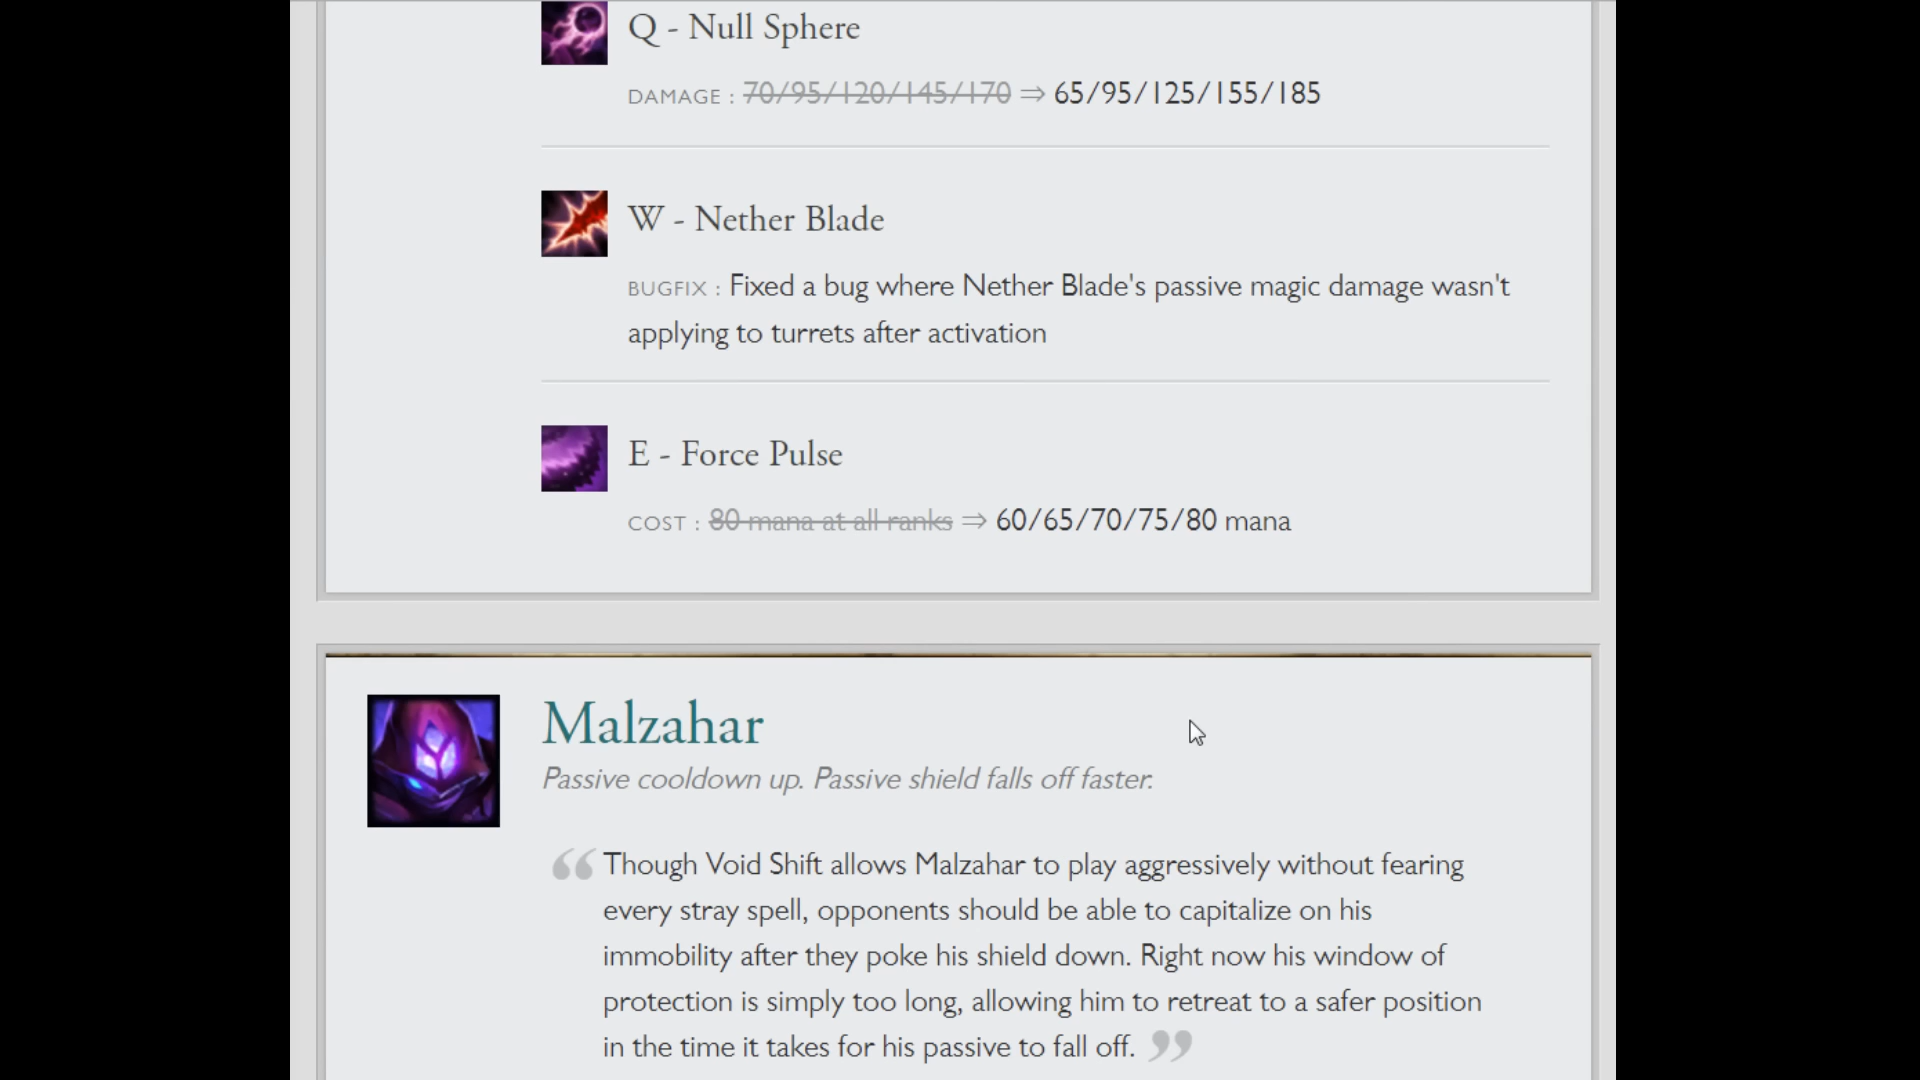 Q - Null Sphere
DAMAGE : 70/95/120/145/170 ⇒ 65/95/125/155/185
W - Nether Blade
BUGFIX : Fixed a bug where Nether Blade's passive magic damage wasn't
applying to turrets after activation
E - Force Pulse
COST : 80 mana at all ranks ⇒ 60/65/70/75/80 mana
Malzahar
Passive cooldown up. Passive shield falls off faster.
“Though Void Shift allows Malzahar to play aggressively without fearing
every stray spell, opponents should be able to capitalize on his
immobility after they poke his shield down. Right now his window of
protection is simply too long, allowing him to retreat to a safer position
in the time it takes for his passive to fall off. ”